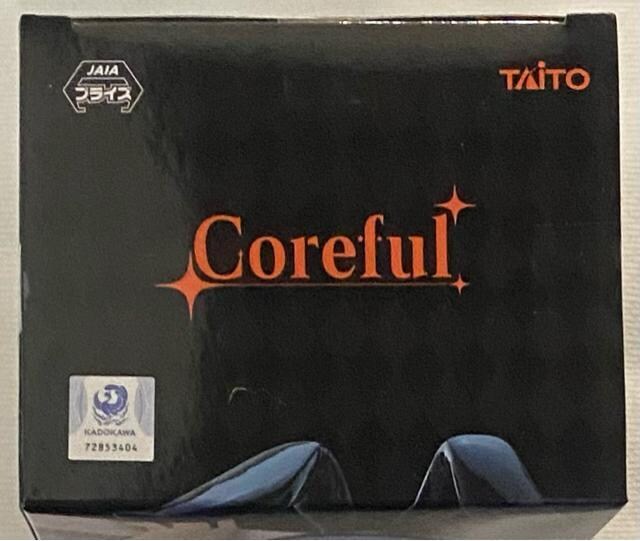 JAIA
プライズ
TAiTO
Coreful
KADOKAWA
72853404